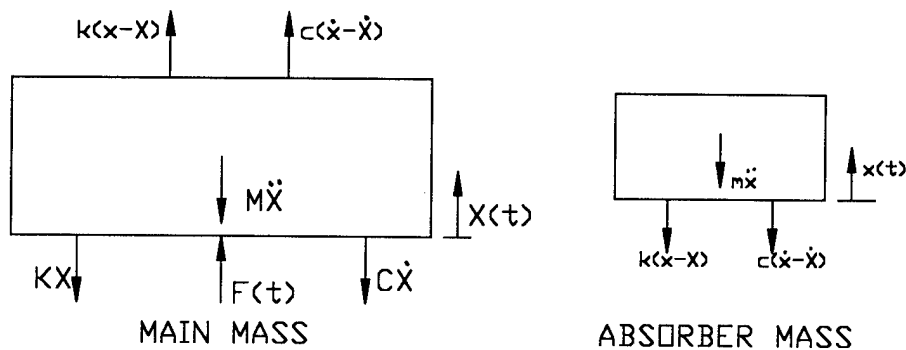 k(x-X) c(ẋ-Ẋ)
MẌ
X(t)
KX F(t) CẊ
MAIN MASS
mẍ
x(t)
k(x-X) c(ẋ-Ẋ)
ABSORBER MASS